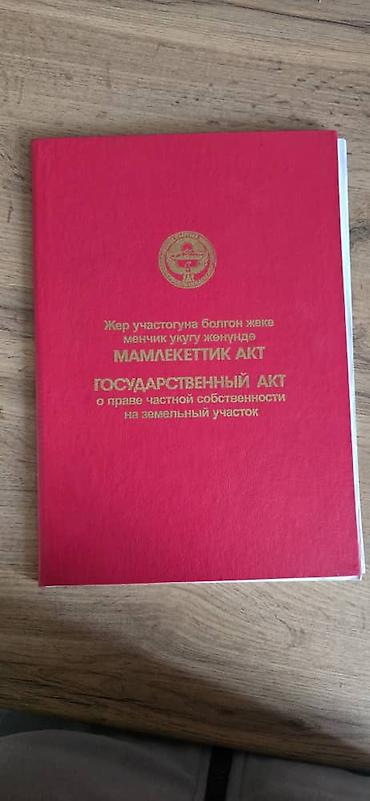 Жер участогуна болгон жеке
менчик укугу жөнүндө
МАМЛЕКЕТТИК АКТ
ГОСУДАРСТВЕННЫЙ АКТ
о праве частной собственности
на земельный участок